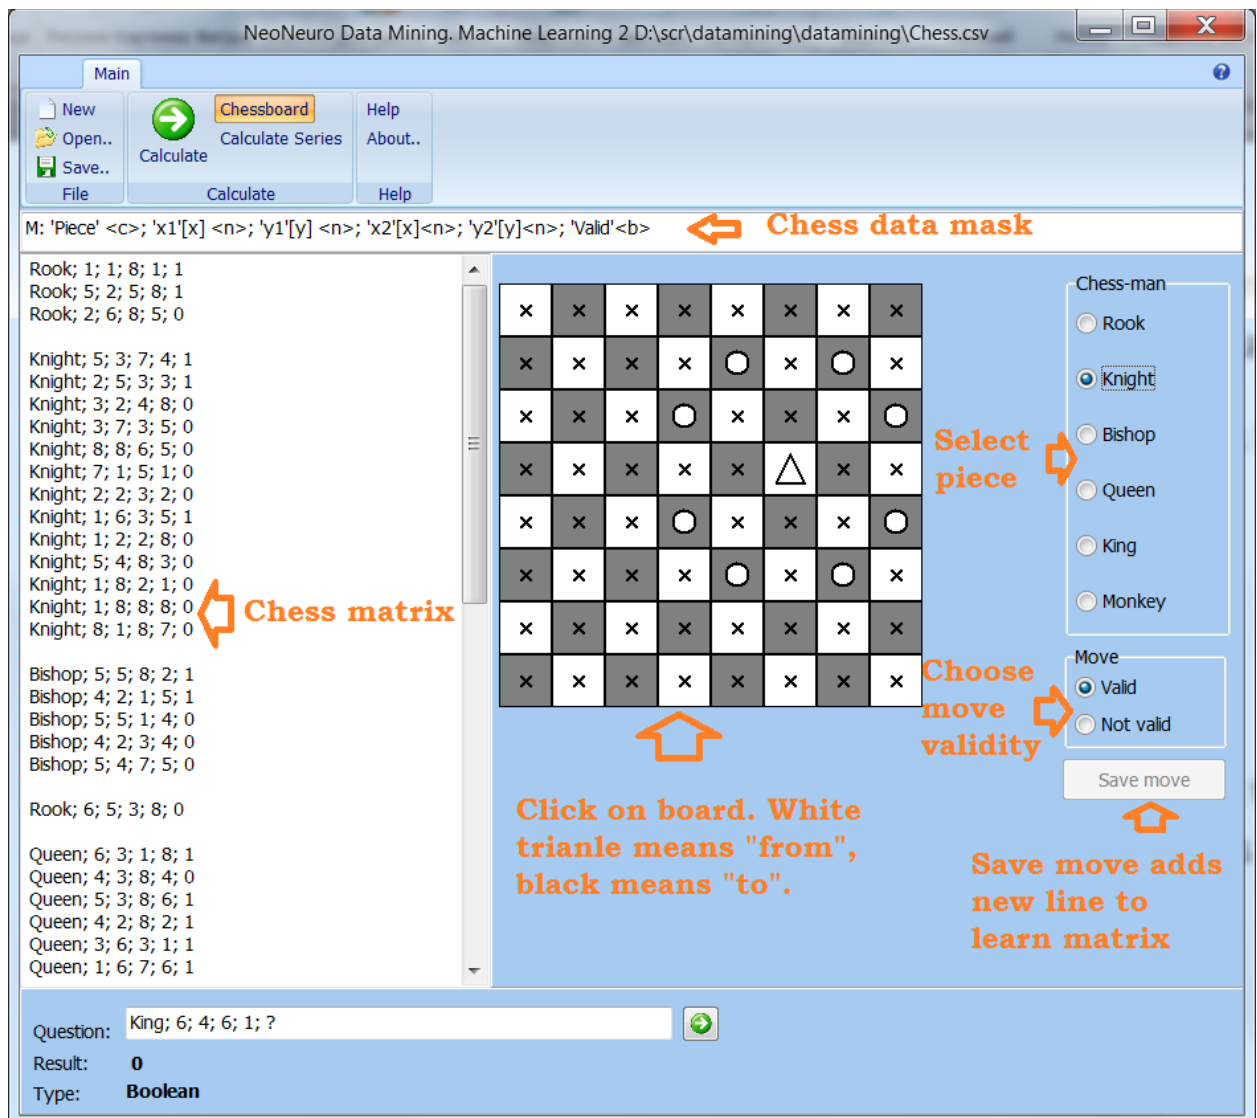 NeoNeuro Data Mining. Machine Learning 2 D:\scr\datamining\datamining\Chess.csv
Main
New
Open..
Save..
File
Calculate
Chessboard
Calculate Series
Calculate
Help
About..
Help
M: 'Piece' <c>; 'x1'[x] <n>; 'y1'[y] <n>; 'x2'[x]<n>; 'y2'[y]<n>; 'Valid'<b>
Chess data mask
Rook; 1; 1; 8; 1; 1
Rook; 5; 2; 5; 8; 1
Rook; 2; 6; 8; 5; 0
Knight; 5; 3; 7; 4; 1
Knight; 2; 5; 3; 3; 1
Knight; 3; 2; 4; 8; 0
Knight; 3; 7; 3; 5; 0
Knight; 8; 8; 6; 5; 0
Knight; 7; 1; 5; 1; 0
Knight; 2; 2; 3; 2; 0
Knight; 1; 6; 3; 5; 1
Knight; 1; 2; 2; 8; 0
Knight; 5; 4; 8; 3; 0
Knight; 1; 8; 2; 1; 0
Knight; 1; 8; 8; 8; 0
Knight; 8; 1; 8; 7; 0
Chess matrix
Bishop; 5; 5; 8; 2; 1
Bishop; 4; 2; 1; 5; 1
Bishop; 5; 5; 1; 4; 0
Bishop; 4; 2; 3; 4; 0
Bishop; 5; 4; 7; 5; 0
Rook; 6; 5; 3; 8; 0
Queen; 6; 3; 1; 8; 1
Queen; 4; 3; 8; 4; 0
Queen; 5; 3; 8; 6; 1
Queen; 4; 2; 8; 2; 1
Queen; 3; 6; 3; 1; 1
Queen; 1; 6; 7; 6; 1
Click on board. White
trianle means "from",
black means "to".
Select
piece
Chess-man
Rook
Knight
Bishop
Queen
King
Monkey
Choose
move
validity
Move
Valid
Not valid
Save move
Save move adds
new line to
learn matrix
Question:
King; 6; 4; 6; 1; ?
Result:
0
Type:
Boolean